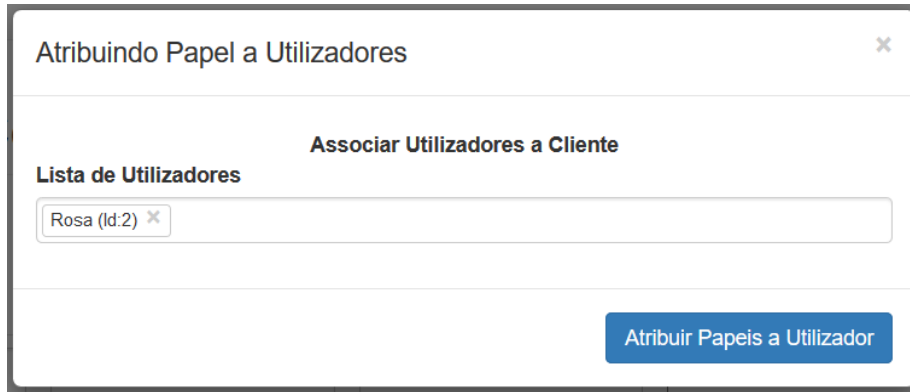 Atribuindo Papel a Utilizadores
Associar Utilizadores a Cliente
Lista de Utilizadores
Rosa (Id:2)
Atribuir Papeis a Utilizador